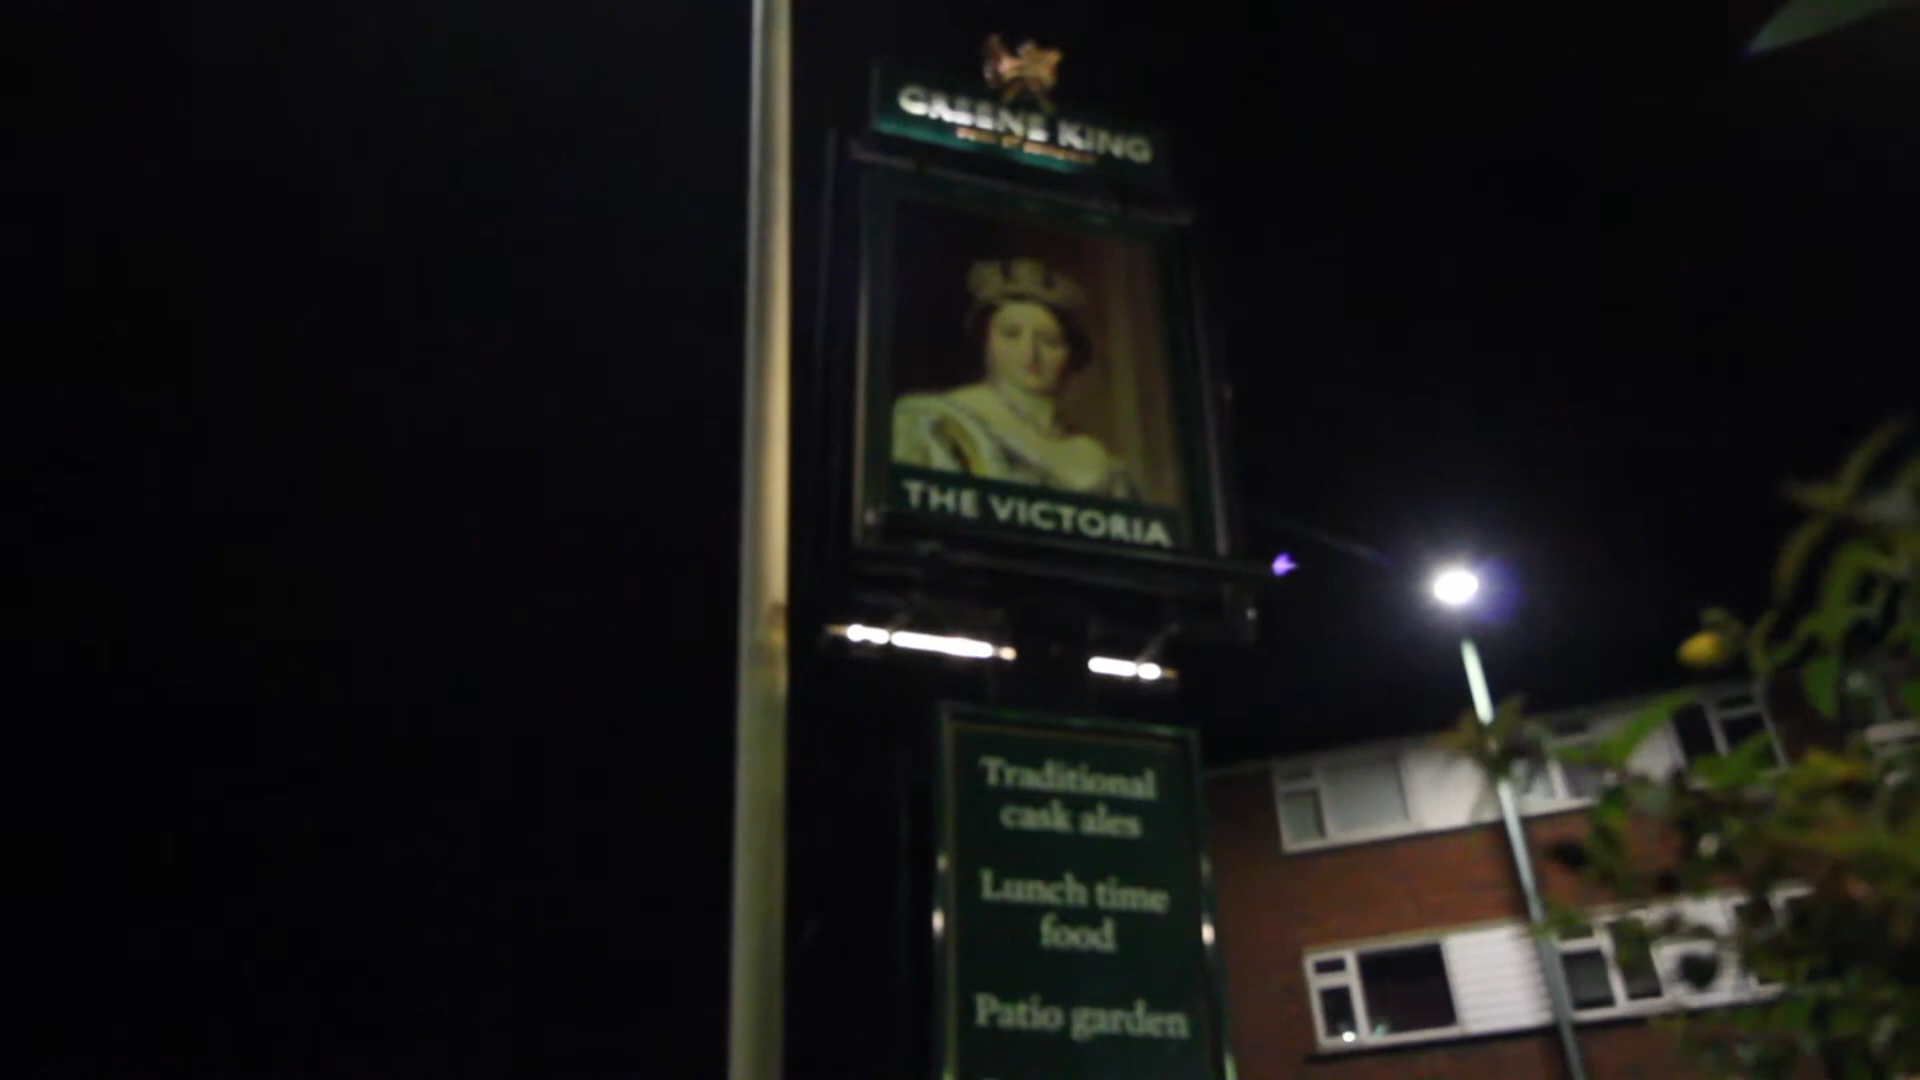 GREENE KING
THE VICTORIA
Traditional
cask ales
Lunch time
food
Patio garden